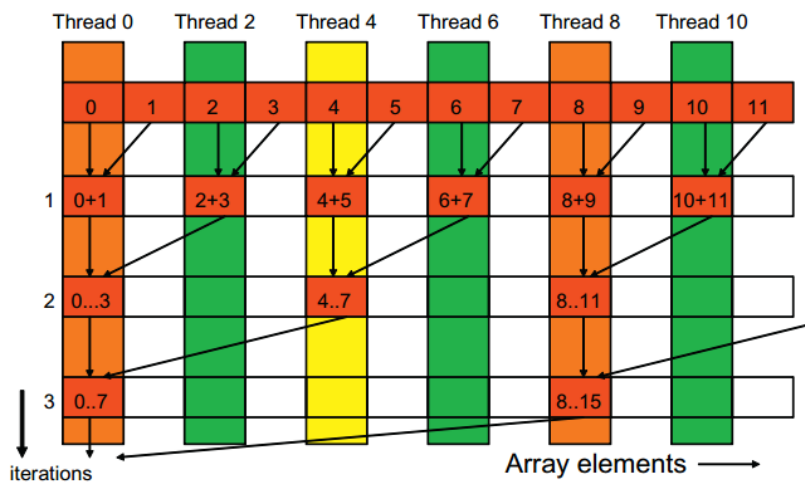 Thread 0 Thread 2 Thread 4 Thread 6 Thread 8 Thread 10
0 1 2 3 4 5 6 7 8 9 10 11
1 0+1 2+3 4+5 6+7 8+9 10+11
2 0...3 4..7 8..11
3 0..7 8..15
iterations Array elements